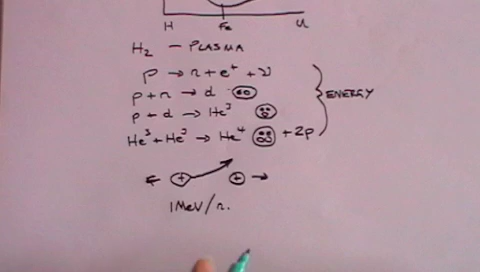 H Fe U
H₂ - PLASMA
p → n + e⁺ + ν
p + n → d
p + d → He³
He³ + He³ → He⁴ + 2p
ENERGY
+ +
1MeV/n.